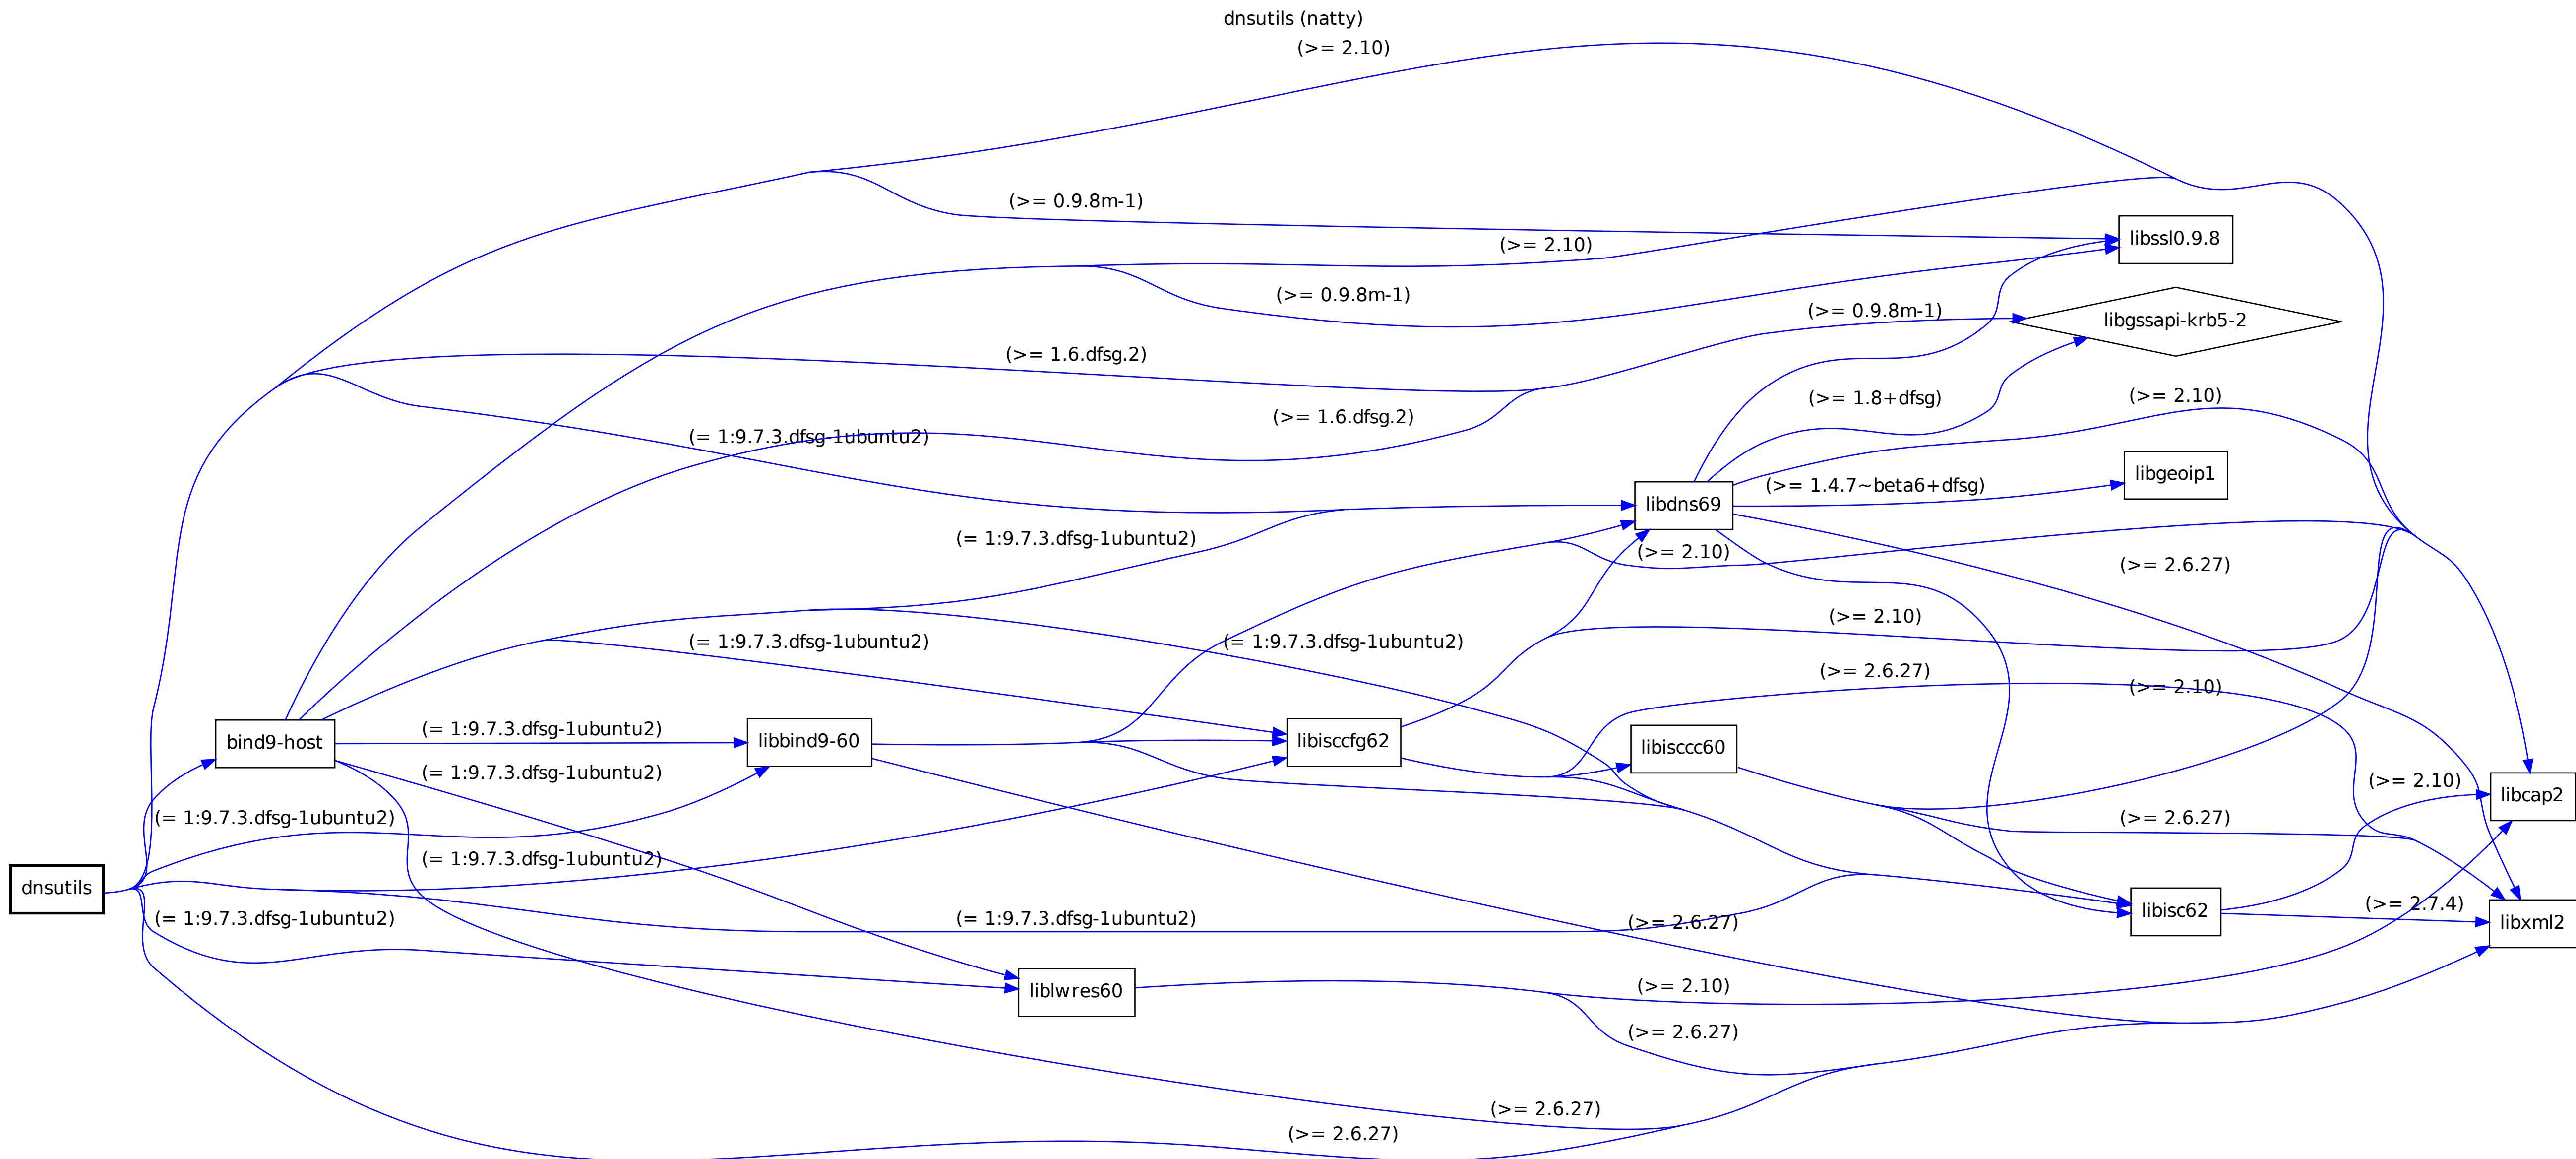 dnsutils (natty)
(>= 2.10)
(>= 0.9.8m-1)
(>= 2.10)
libssl0.9.8
(>= 0.9.8m-1)
(>= 0.9.8m-1)
libgssapi-krb5-2
(>= 1.6.dfsg.2)
(>= 1.8+dfsg)
(>= 2.10)
(>= 1.6.dfsg.2)
(= 1:9.7.3.dfsg-1ubuntu2)
libgeoip1
(>= 1.4.7~beta6+dfsg)
libdns69
(= 1:9.7.3.dfsg-1ubuntu2)
(>= 2.10)
(>= 2.6.27)
(>= 2.10)
(= 1:9.7.3.dfsg-1ubuntu2)
(= 1:9.7.3.dfsg-1ubuntu2)
(>= 2.6.27)
(>= 2.10)
(= 1:9.7.3.dfsg-1ubuntu2)
bind9-host
libbind9-60
libisccfg62
libisccc60
(= 1:9.7.3.dfsg-1ubuntu2)
(>= 2.10)
libcap2
(= 1:9.7.3.dfsg-1ubuntu2)
(>= 2.6.27)
(= 1:9.7.3.dfsg-1ubuntu2)
dnsutils
(>= 2.7.4)
libisc62
(= 1:9.7.3.dfsg-1ubuntu2)
(= 1:9.7.3.dfsg-1ubuntu2)
(>= 2.6.27)
libxml2
(>= 2.10)
liblwres60
(>= 2.6.27)
(>= 2.6.27)
(>= 2.6.27)